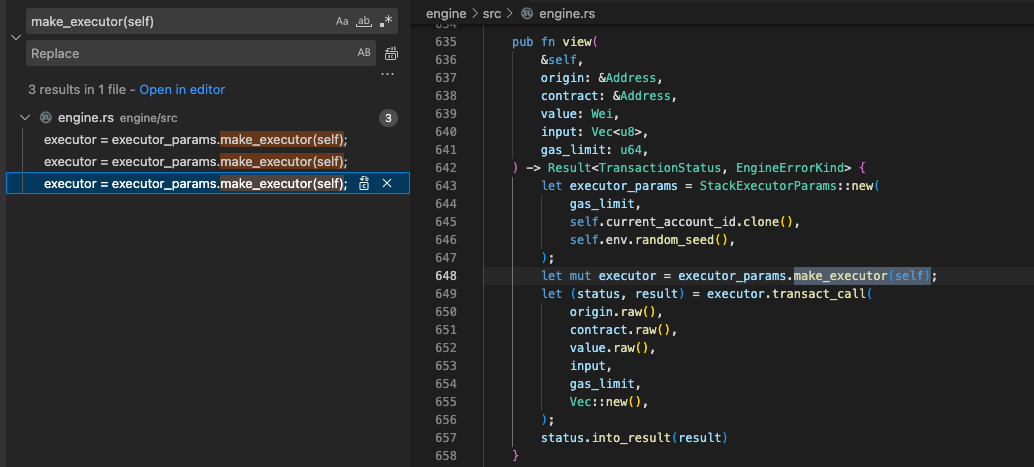 make_executor(self)
Aa ab .*
Replace
AB
...
3 results in 1 file - Open in editor
engine.rs engine/src 3
executor = executor_params.make_executor(self);
executor = executor_params.make_executor(self);
executor = executor_params.make_executor(self);
engine > src > engine.rs
634
635 pub fn view(
636 &self,
637 origin: &Address,
638 contract: &Address,
639 value: Wei,
640 input: Vec<u8>,
641 gas_limit: u64,
642 ) -> Result<TransactionStatus, EngineErrorKind> {
643 let executor_params = StackExecutorParams::new(
644 gas_limit,
645 self.current_account_id.clone(),
646 self.env.random_seed(),
647 );
648 let mut executor = executor_params.make_executor(self);
649 let (status, result) = executor.transact_call(
650 origin.raw(),
651 contract.raw(),
652 value.raw(),
653 input,
654 gas_limit,
655 Vec::new(),
656 );
657 status.into_result(result)
658 }